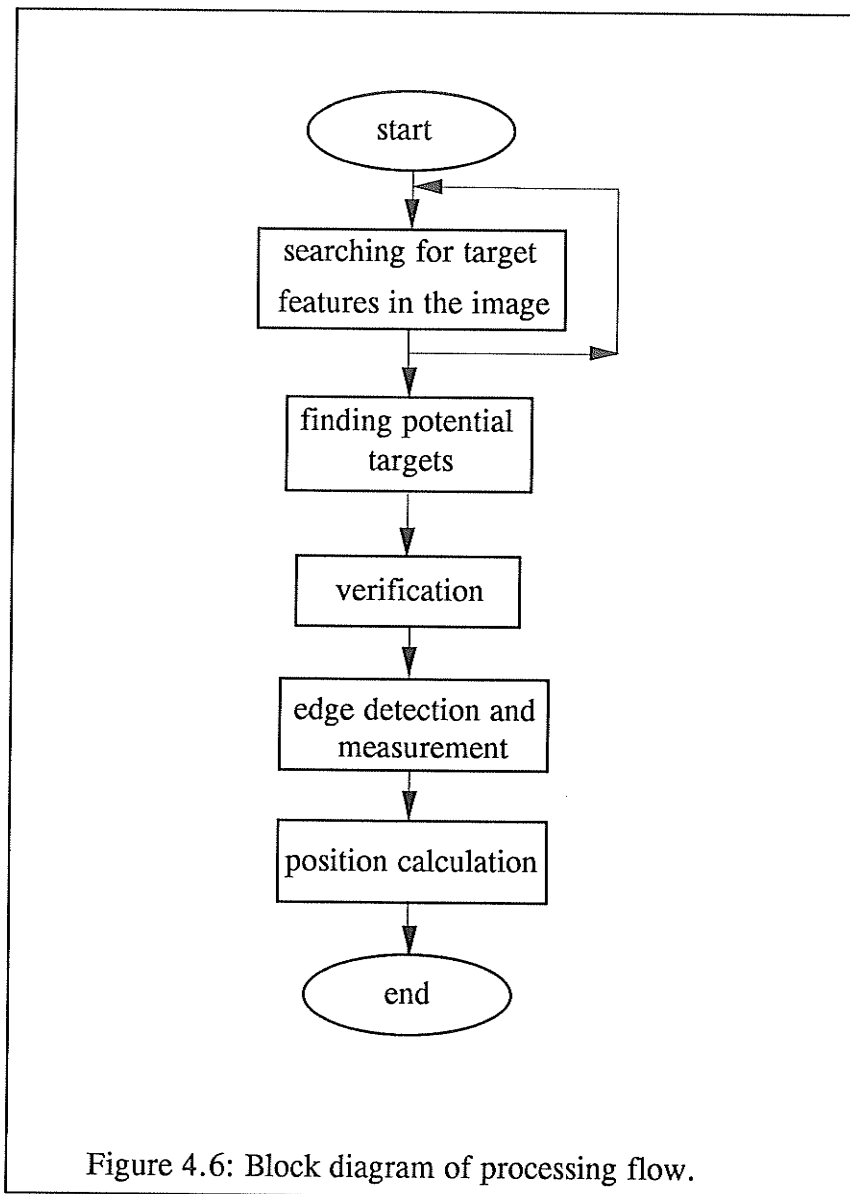 start
searching for target
features in the image
finding potential
targets
verification
edge detection and
measurement
position calculation
end
Figure 4.6: Block diagram of processing flow.